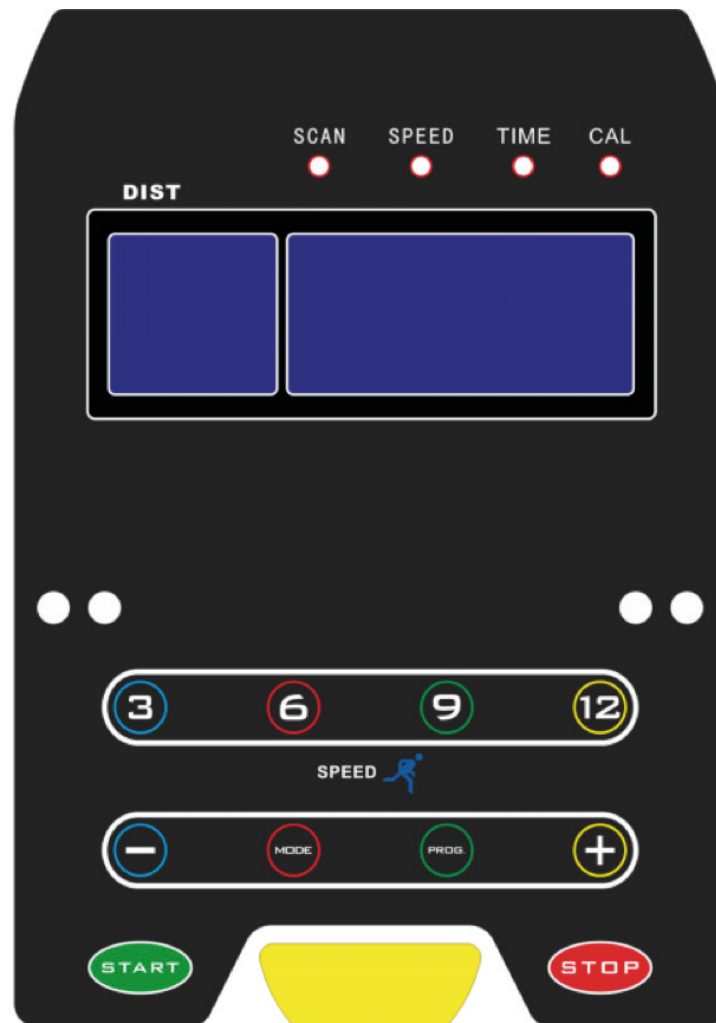 SCAN SPEED TIME CAL
DIST
3 6 9 12
SPEED
− MODE PROG. +
START STOP